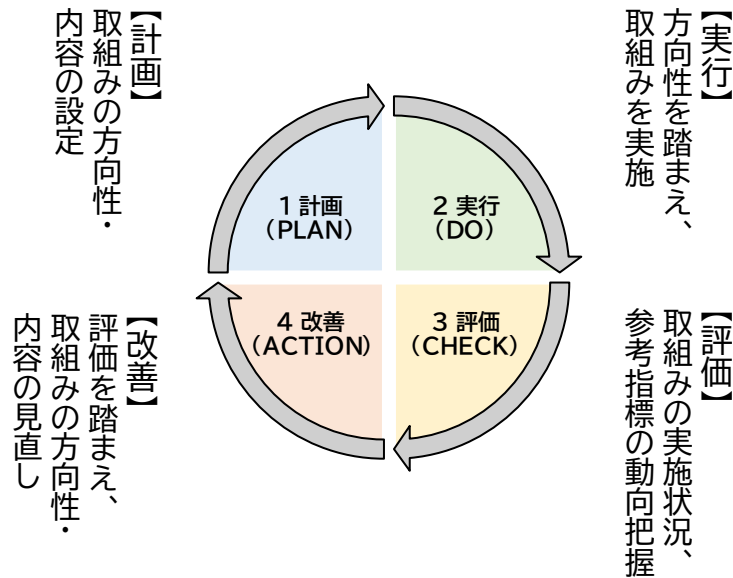 【計画】
取組みの方向性・
内容の設定
【実行】
方向性を踏まえ、
取組みを実施
1 計画
(PLAN)
2 実行
(DO)
4 改善
(ACTION)
3 評価
(CHECK)
【改善】
評価を踏まえ、
取組みの方向性・
内容の見直し
【評価】
取組みの実施状況、
参考指標の動向把握